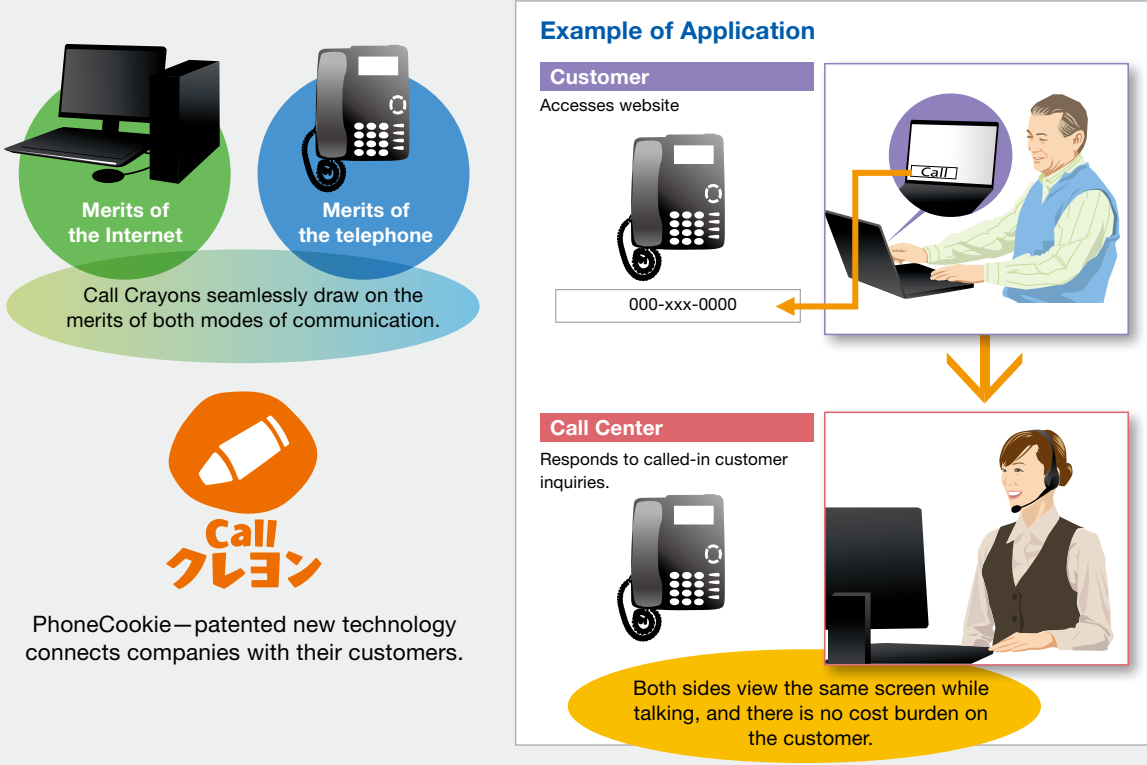 Merits of
the Internet
Merits of
the telephone
Call Crayons seamlessly draw on the
merits of both modes of communication.
Call
クレヨン
PhoneCookie—patented new technology
connects companies with their customers.
Example of Application
Customer
Accesses website
Call
000-xxx-0000
Call Center
Responds to called-in customer
inquiries.
Both sides view the same screen while
talking, and there is no cost burden on
the customer.